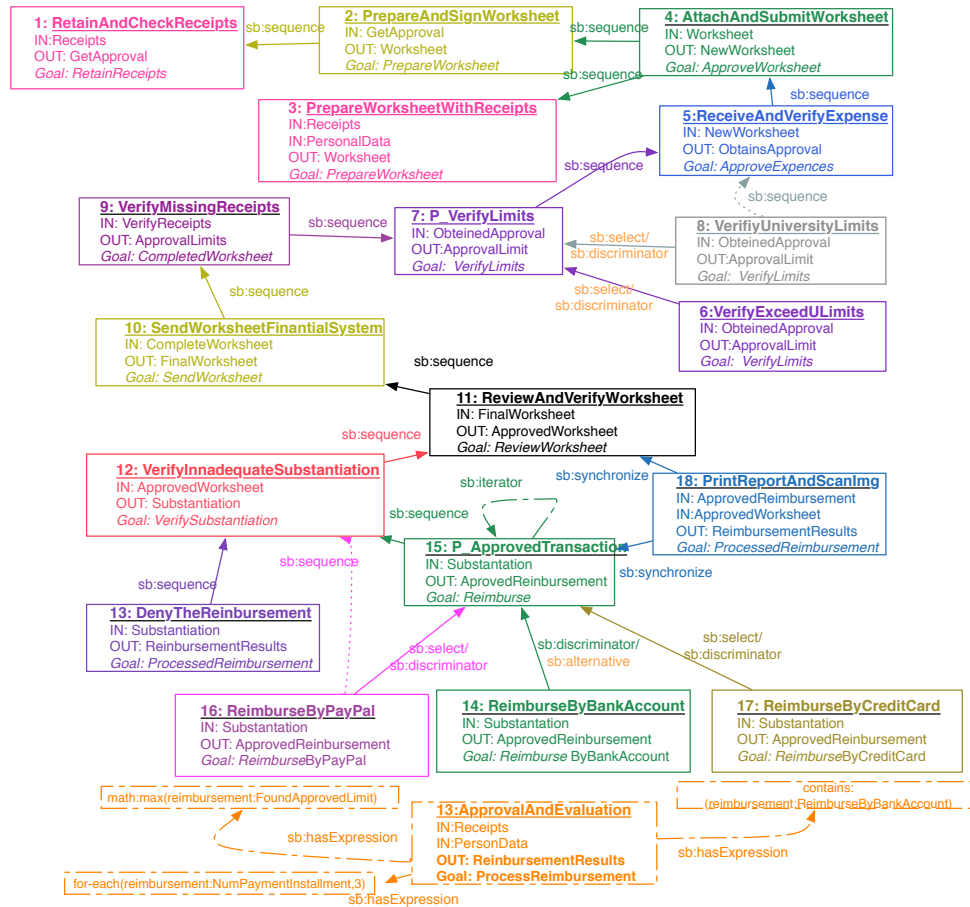 1: RetainAndCheckReceipts
IN:Receipts
OUT: GetApproval
Goal: RetainReceipts
sb:sequence
2: PrepareAndSignWorksheet
IN: GetApproval
OUT: Worksheet
Goal: PrepareWorksheet
sb:sequence
4: AttachAndSubmitWorksheet
IN: Worksheet
OUT: NewWorksheet
Goal: ApproveWorksheet
sb:sequence
sb:sequence
3: PrepareWorksheetWithReceipts
IN:Receipts
IN:PersonalData
OUT: Worksheet
Goal: PrepareWorksheet
5:ReceiveAndVerifyExpense
IN: NewWorksheet
OUT: ObtainsApproval
Goal: ApproveExpences
sb:sequence
sb:sequence
9: VerifyMissingReceipts
IN: VerifyReceipts
OUT: ApprovalLimits
Goal: CompletedWorksheet
sb:sequence
7: P_VerifyLimits
IN: ObteinedApproval
OUT:ApprovalLimit
Goal:  VerifyLimits
sb:select/
sb:discriminator
8: VerifiyUniversityLimits
IN: ObteinedApproval
OUT:ApprovalLimit
Goal:  VerifyLimits
sb:sequence
sb:select/
sb:discriminator
6:VerifyExceedULimits
IN: ObteinedApproval
OUT:ApprovalLimit
Goal:  VerifyLimits
10: SendWorksheetFinantialSystem
IN: CompleteWorksheet
OUT: FinalWorksheet
Goal: SendWorksheet
sb:sequence
11: ReviewAndVerifyWorksheet
IN: FinalWorksheet
OUT: ApprovedWorksheet
Goal: ReviewWorksheet
sb:sequence
12: VerifyInnadequateSubstantiation
IN: ApprovedWorksheet
OUT: Substantiation
Goal: VerifySubstantiation
sb:iterator
sb:synchronize
18: PrintReportAndScanImg
IN: ApprovedReimbursement
IN:ApprovedWorksheet
OUT: ReimbursementResults
Goal: ProcessedReimbursement
sb:sequence
15: P_ApprovedTransaction
IN: Substantation
OUT: AprovedReinbursement
Goal: Reimburse
sb:sequence
sb:synchronize
sb:sequence
13: DenyTheReinbursement
IN: Substantiation
OUT: ReinbursementResults
Goal: ProcessedReimbursement
sb:select/
sb:discriminator
sb:discriminator/
sb:alternative
sb:select/
sb:discriminator
16: ReimburseByPayPal
IN: Substantation
OUT: ApprovedReinbursement
Goal: ReimburseByPayPal
14: ReimburseByBankAccount
IN: Substantation
OUT: ApprovedReinbursement
Goal: Reimburse ByBankAccount
17: ReimburseByCreditCard
IN: Substantation
OUT: ApprovedReinbursement
Goal: ReimburseByCreditCard
math:max(reimbursement:FoundApprovedLimit)
contains:
(reimbursement:ReimburseByBankAccount)
13:ApprovalAndEvaluation
IN:Receipts
IN:PersonData
OUT: ReinbursementResults
Goal: ProcessReimbursement
sb:hasExpression
sb:hasExpression
for-each(reimbursement:NumPaymentInstallment,3)
sb:hasExpression